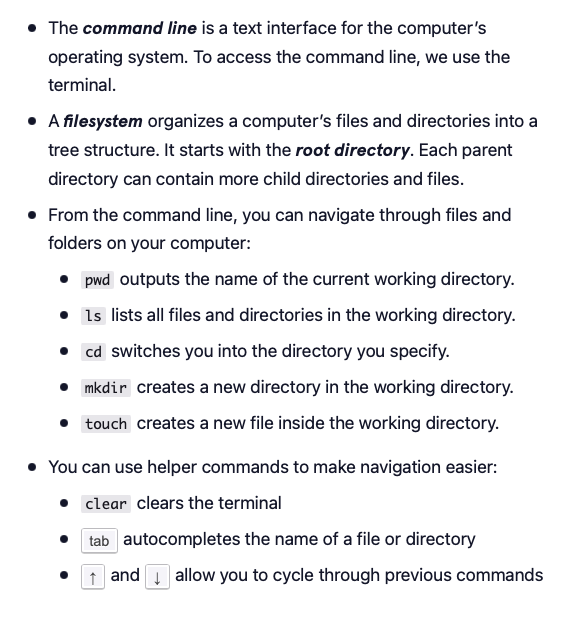 The command line is a text interface for the computer’s
operating system. To access the command line, we use the
terminal.
A filesystem organizes a computer’s files and directories into a
tree structure. It starts with the root directory. Each parent
directory can contain more child directories and files.
From the command line, you can navigate through files and
folders on your computer:
pwd outputs the name of the current working directory.
ls lists all files and directories in the working directory.
cd switches you into the directory you specify.
mkdir creates a new directory in the working directory.
touch creates a new file inside the working directory.
You can use helper commands to make navigation easier:
clear clears the terminal
tab autocompletes the name of a file or directory
↑ and ↓ allow you to cycle through previous commands